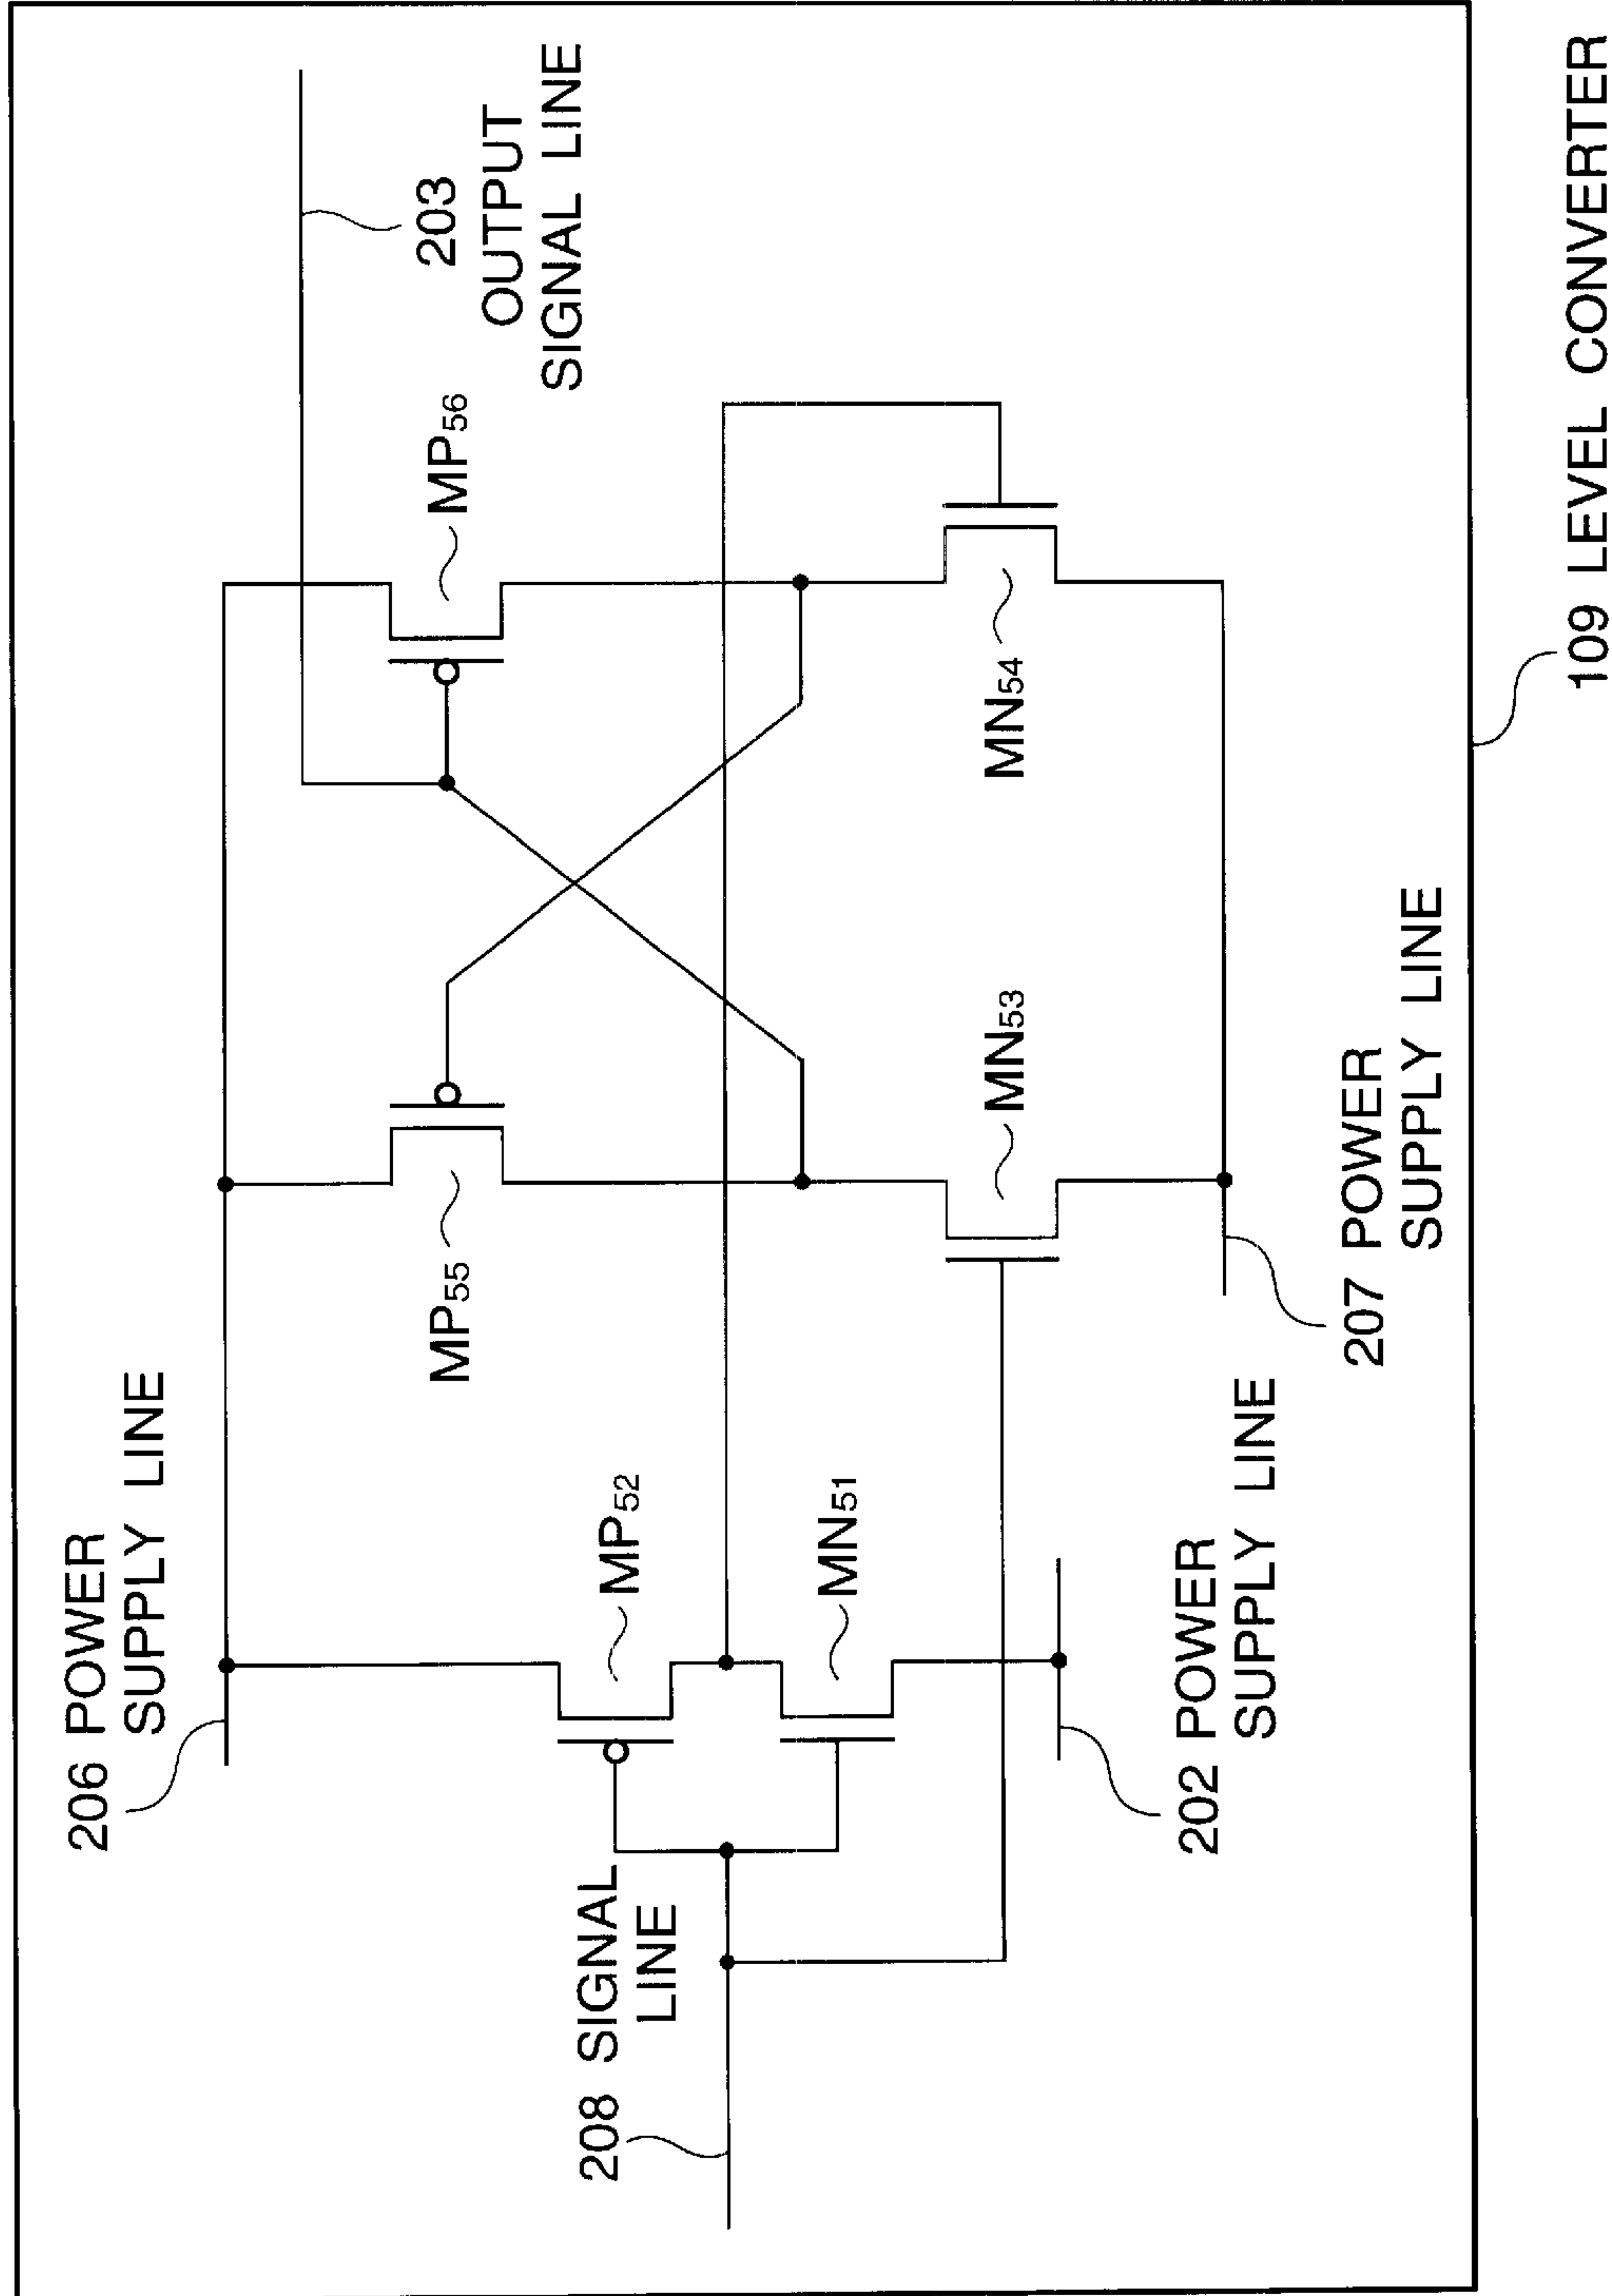 206 POWER
SUPPLY LINE
203
OUTPUT
SIGNAL LINE
MP56
MP55
208 SIGNAL
LINE
MP52
MN51
MN53
MN54
202 POWER
SUPPLY LINE
207 POWER
SUPPLY LINE
109 LEVEL CONVERTER